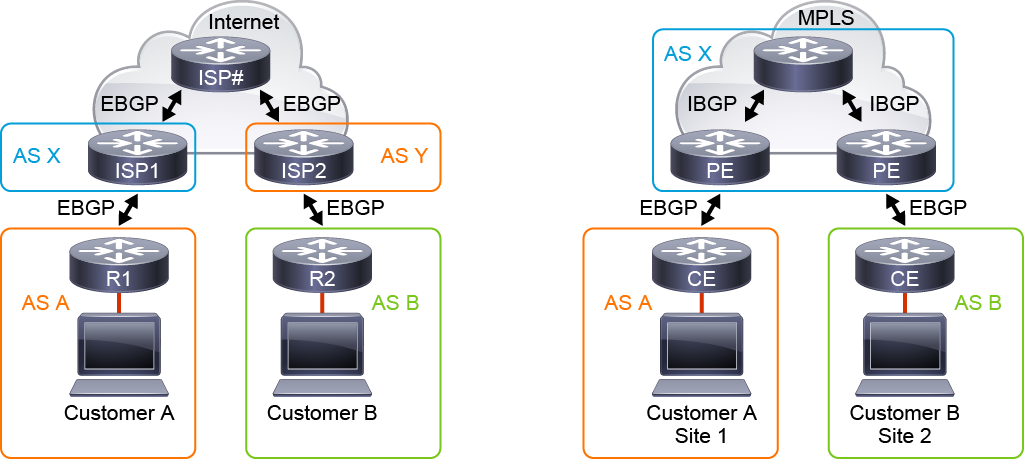 Internet
ISP#
EBGP
EBGP
AS X
ISP1
ISP2
AS Y
EBGP
EBGP
R1
AS A
Customer A
R2
AS B
Customer B
MPLS
AS X
IBGP
IBGP
PE
PE
EBGP
EBGP
CE
AS A
Customer A
Site 1
CE
AS B
Customer B
Site 2